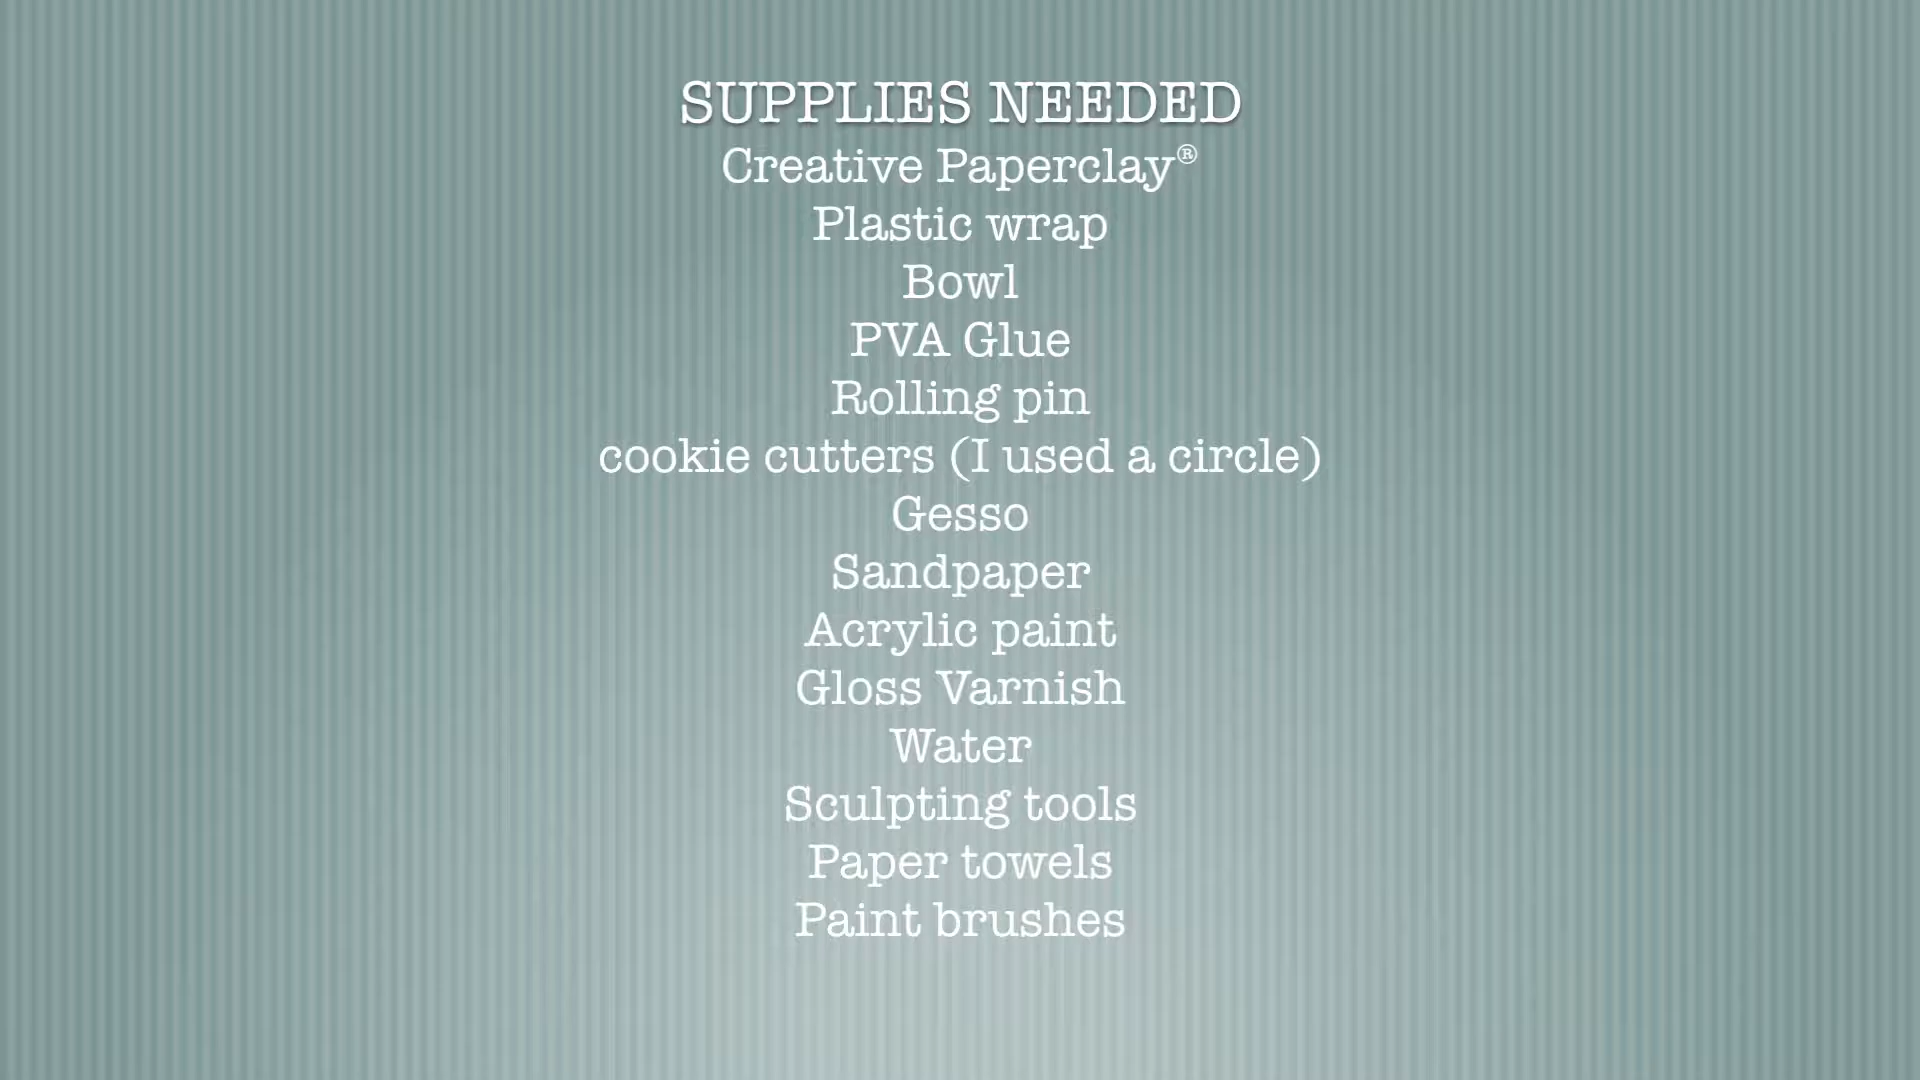 SUPPLIES NEEDED
Creative Paperclay®
Plastic wrap
Bowl
PVA Glue
Rolling pin
cookie cutters (I used a circle)
Gesso
Sandpaper
Acrylic paint
Gloss Varnish
Water
Sculpting tools
Paper towels
Paint brushes